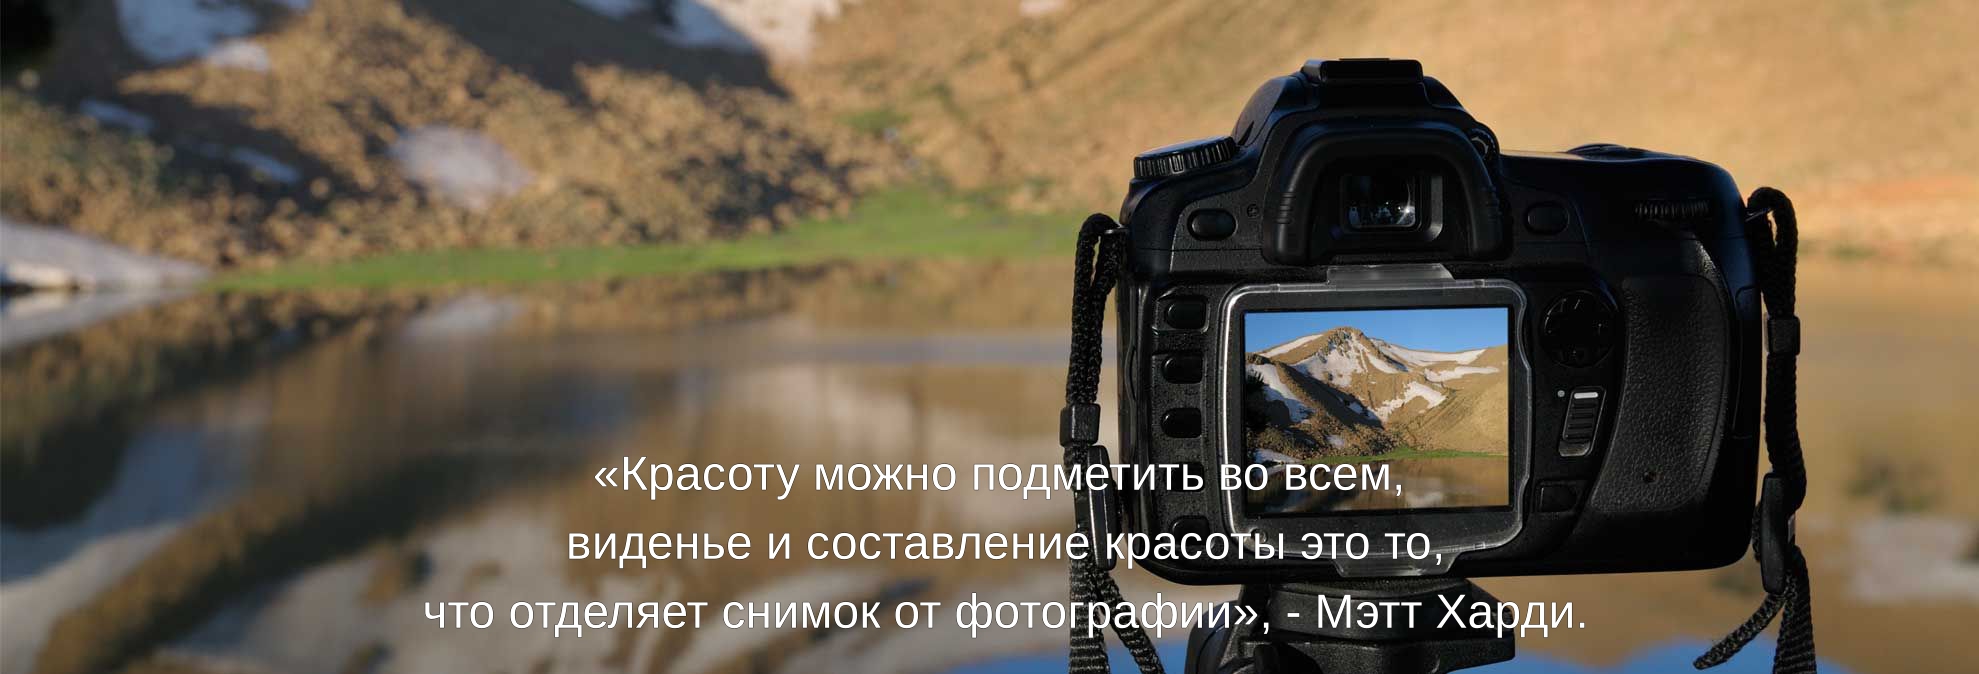 «Красоту можно подметить во всем,
виденье и составление красоты это то,
что отделяет снимок от фотографии», - Мэтт Харди.